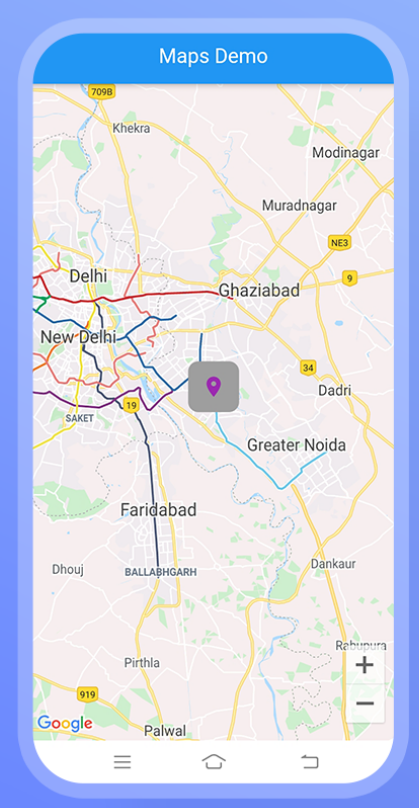 Maps Demo
709B
Khekra
Modinagar
Muradnagar
NE3
Delhi
9
Ghaziabad
New Delhi
34
Dadri
19
SAKET
Greater Noida
Faridabad
Dhouj
BALLABHGARH
Dankaur
Rabupura
Pirthla
+
919
−
Google
Palwal